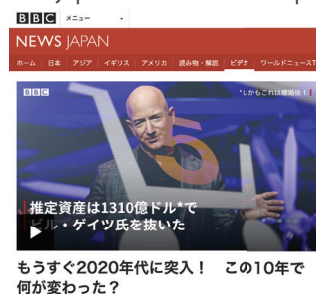 BBC メニュー
NEWS JAPAN
ホーム 日本 アジア イギリス アメリカ 読み物・解説 ビデオ ワールドニュースT
BBC
*しかもこれは離婚後!
推定資産は1310億ドル*で
ビル・ゲイツ氏を抜いた
もうすぐ2020年代に突入! この10年で
何が変わった?